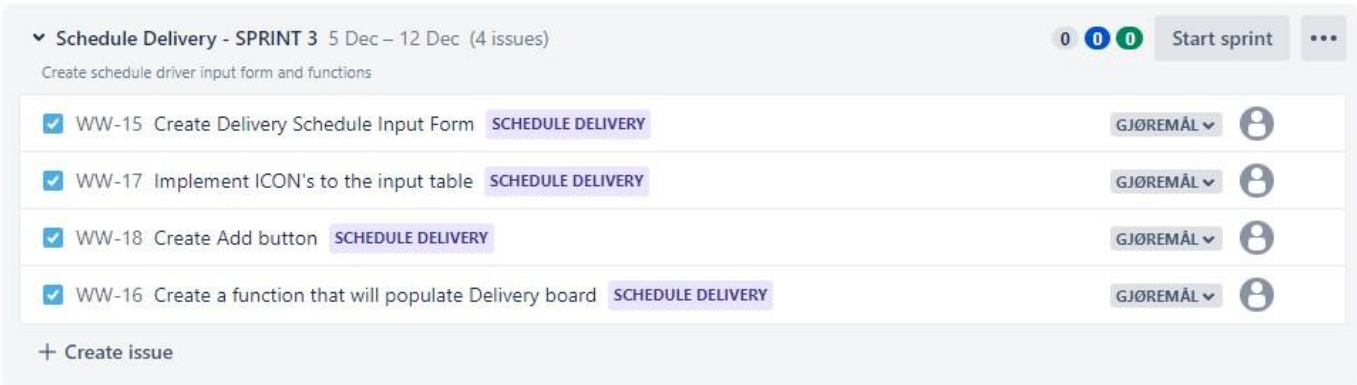 Schedule Delivery - SPRINT 3 5 Dec – 12 Dec (4 issues) 0 0 0 Start sprint
Create schedule driver input form and functions
WW-15 Create Delivery Schedule Input Form SCHEDULE DELIVERY GJØREMÅL
WW-17 Implement ICON's to the input table SCHEDULE DELIVERY GJØREMÅL
WW-18 Create Add button SCHEDULE DELIVERY GJØREMÅL
WW-16 Create a function that will populate Delivery board SCHEDULE DELIVERY GJØREMÅL
+ Create issue